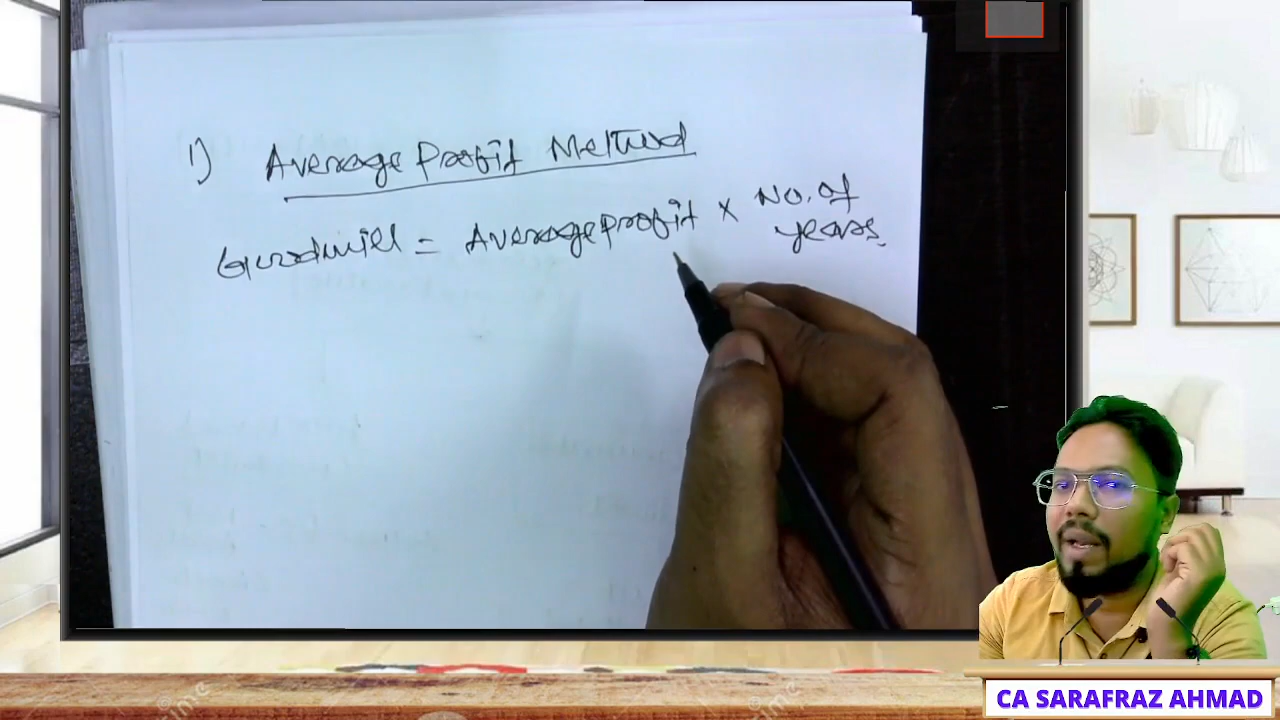 1) Average Profit Method
Goodwill = Average profit × No. of
years.
CA SARAFRAZ AHMAD